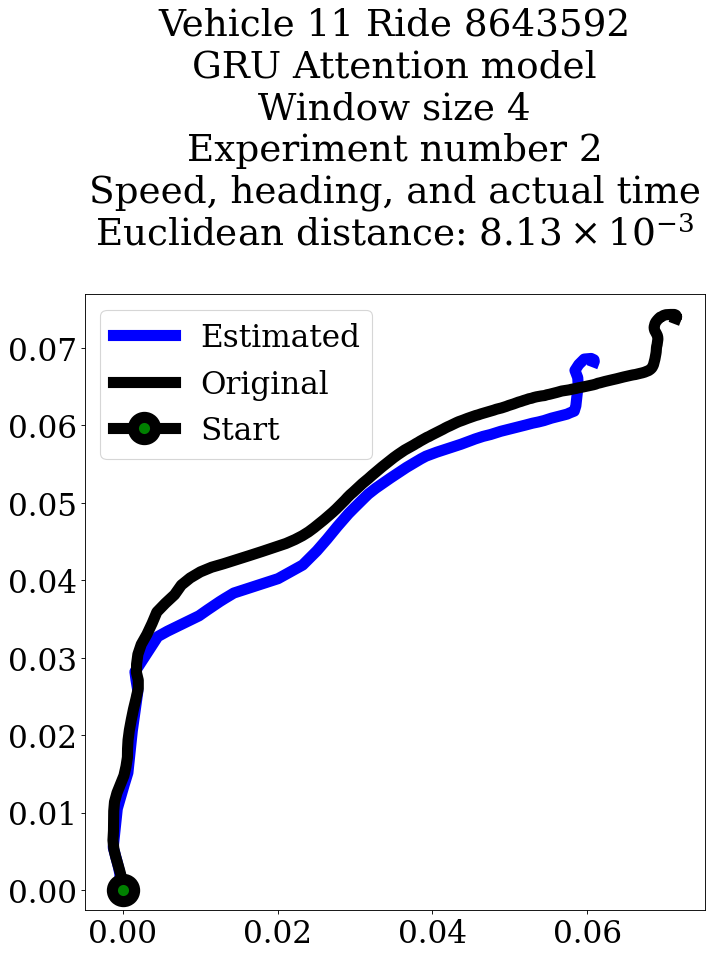 Vehicle 11 Ride 8643592
GRU Attention model
Window size 4
Experiment number 2
Speed, heading, and actual time
Euclidean distance: 8.13 × 10⁻³
Estimated
Original
Start
0.07
0.06
0.05
0.04
0.03
0.02
0.01
0.00
0.00 0.02 0.04 0.06